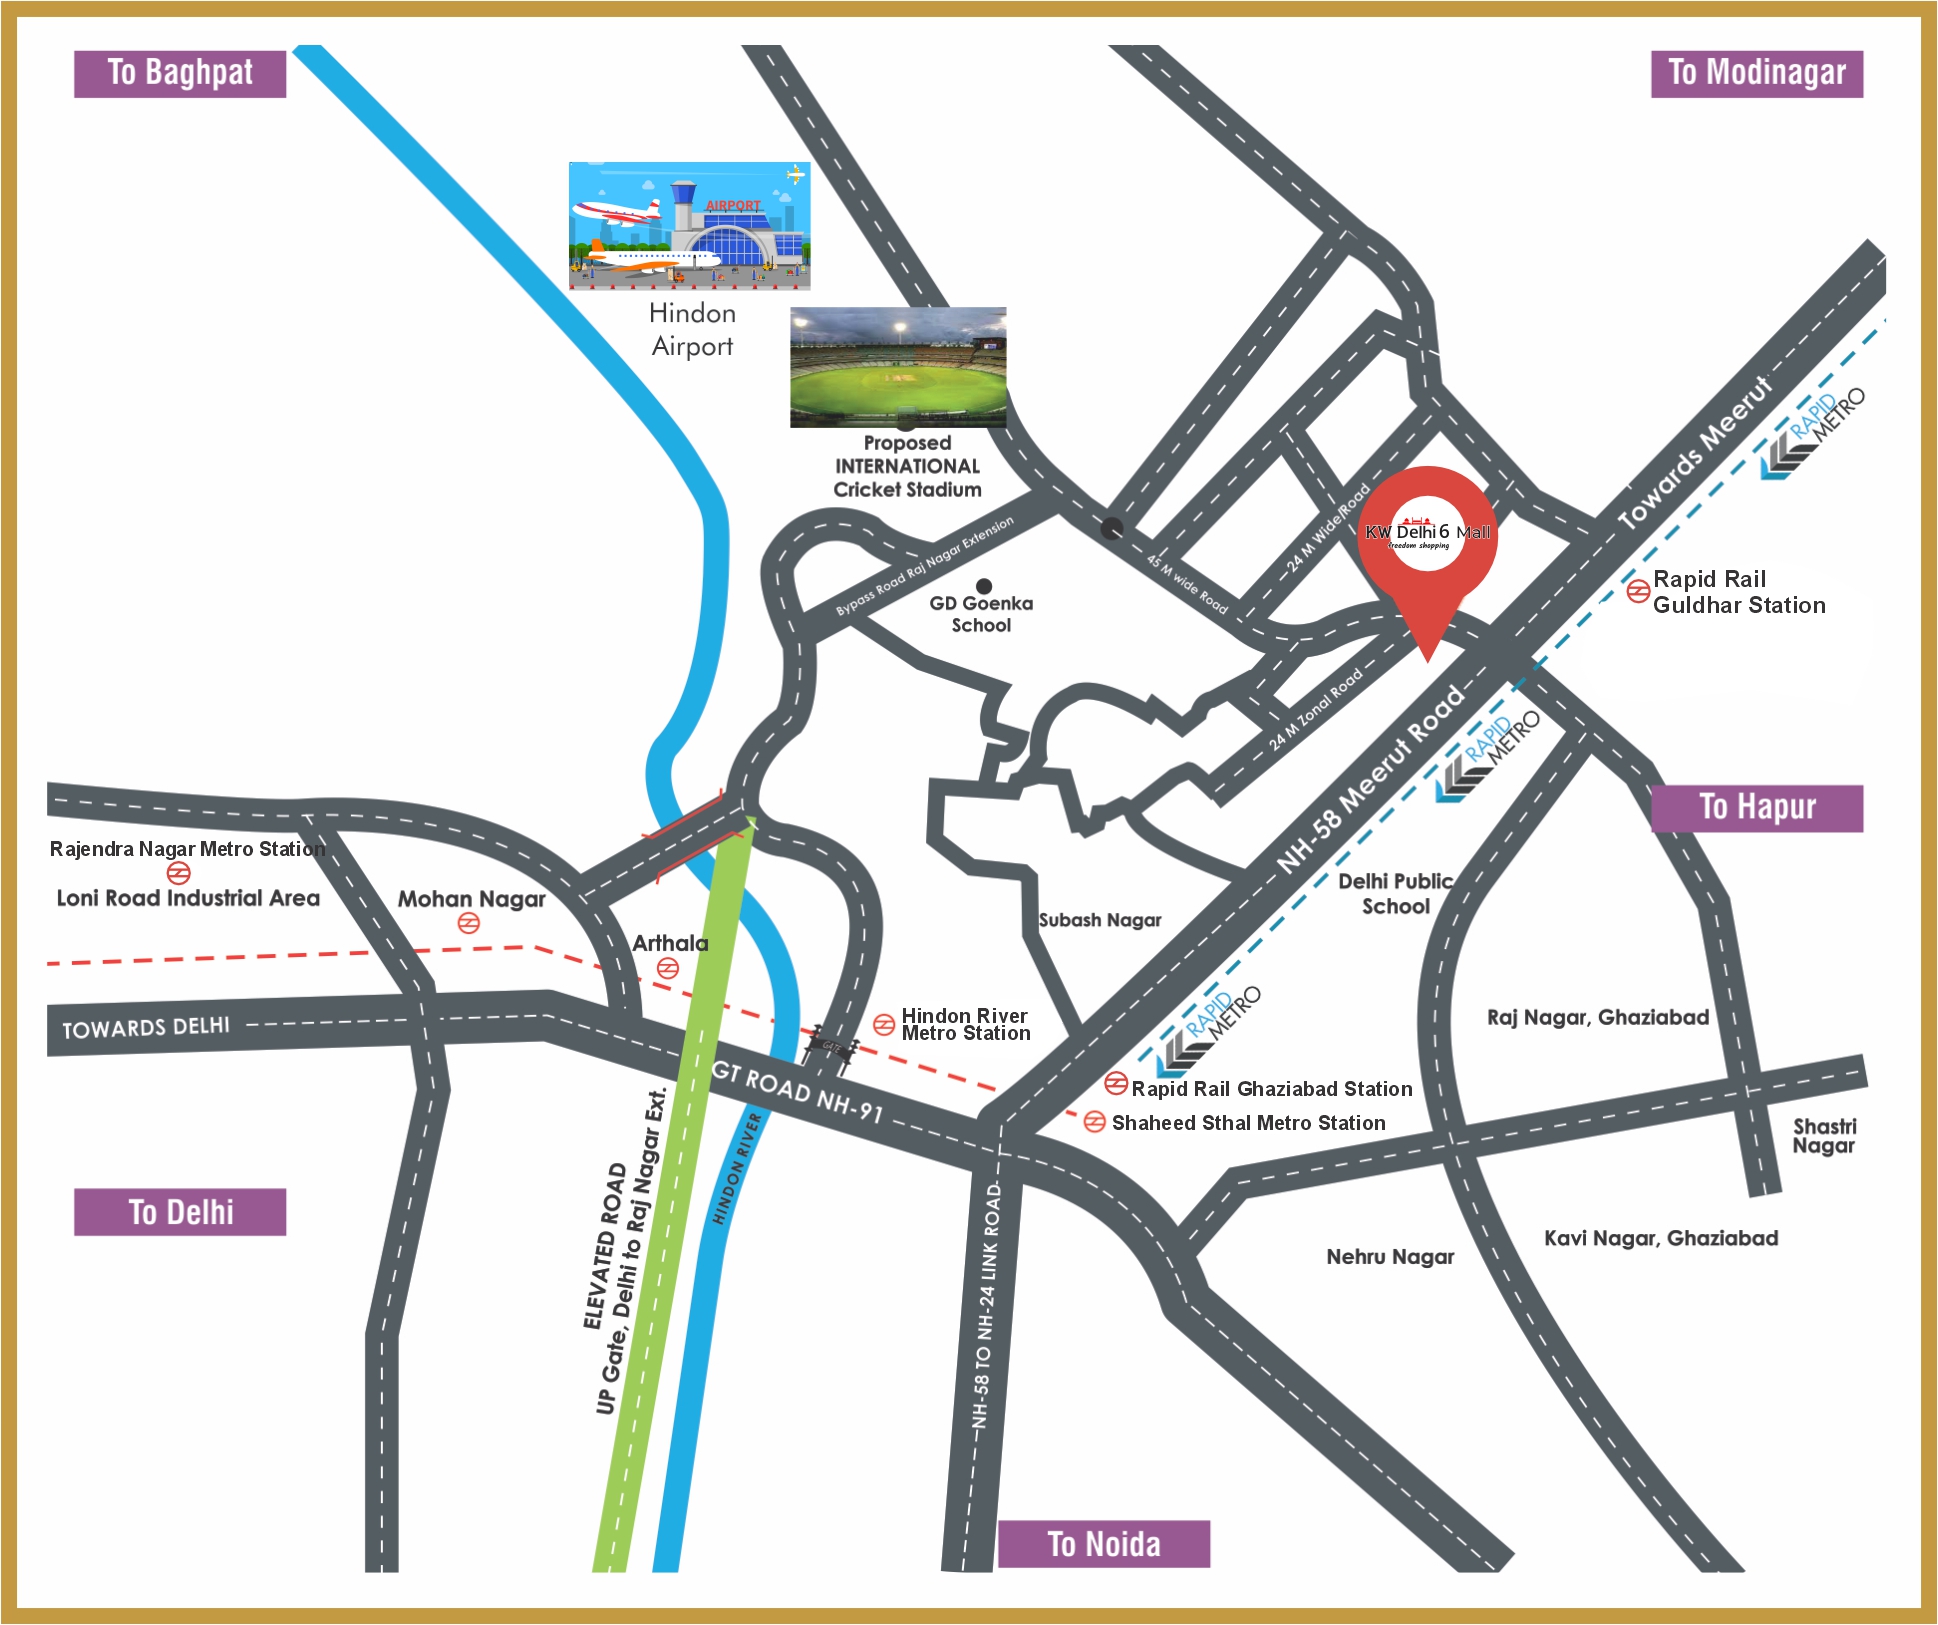 To Baghpat
To Modinagar
AIRPORT
Hindon
Airport
Proposed
INTERNATIONAL
Cricket Stadium
Bypass Road Raj Nagar Extension
GD Goenka
School
45 M wide Road
24 M Wide Road
KW Delhi 6 Mall
freedom shopping
24 M Zonal Road
Towards Meerut
RAPID
METRO
Rapid Rail
Guldhar Station
NH-58 Meerut Road
RAPID
METRO
To Hapur
Rajendra Nagar Metro Station
Loni Road Industrial Area
Mohan Nagar
Arthala
Delhi Public
School
Subash Nagar
TOWARDS DELHI
Hindon River
Metro Station
GATE
RAPID
METRO
Raj Nagar, Ghaziabad
GT ROAD NH-91
Rapid Rail Ghaziabad Station
Shaheed Sthal Metro Station
Shastri
Nagar
To Delhi
ELEVATED ROAD
UP Gate, Delhi to Raj Nagar Ext.
HINDON RIVER
NH-58 TO NH-24 LINK ROAD
Nehru Nagar
Kavi Nagar, Ghaziabad
To Noida